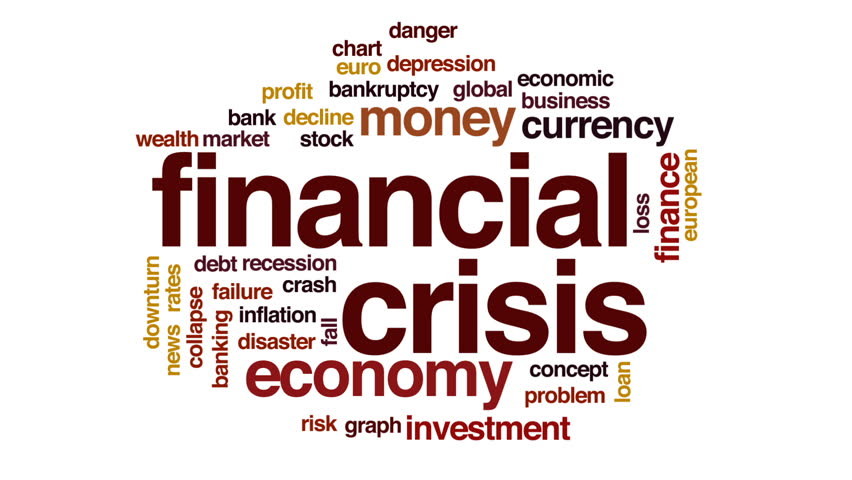 danger
chart
euro depression
profit bankruptcy global economic
business
bank decline money currency
wealth market stock
financial
loss
finance
european
debt recession
crisis
downturn
news rates
collapse
failure crash
banking
inflation
fall
disaster
economy concept
problem
loan
risk graph investment